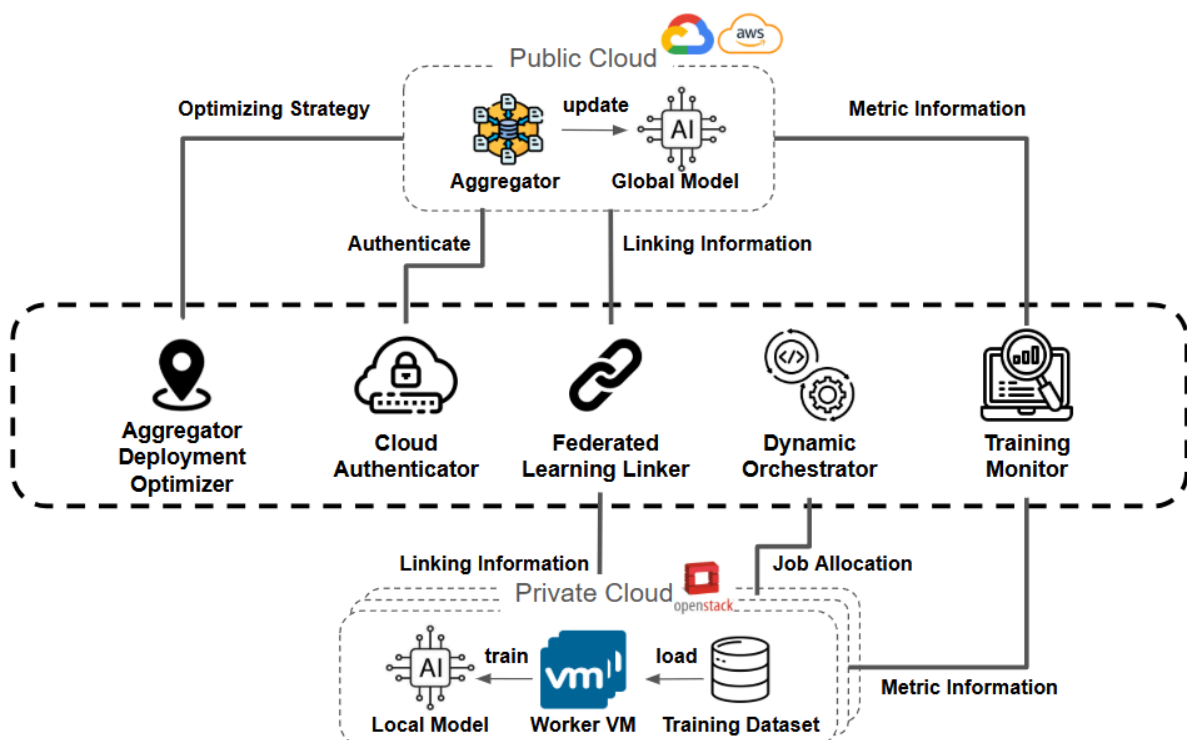 aws
Public Cloud
Optimizing Strategy
update
Metric Information
AI
Aggregator
Global Model
Authenticate
Linking Information
</>
Aggregator
Deployment
Optimizer
Cloud
Authenticator
Federated
Learning Linker
Dynamic
Orchestrator
Training
Monitor
Linking Information
Job Allocation
Private Cloud
openstack
train
load
AI
vm
Metric Information
Local Model
Worker VM
Training Dataset